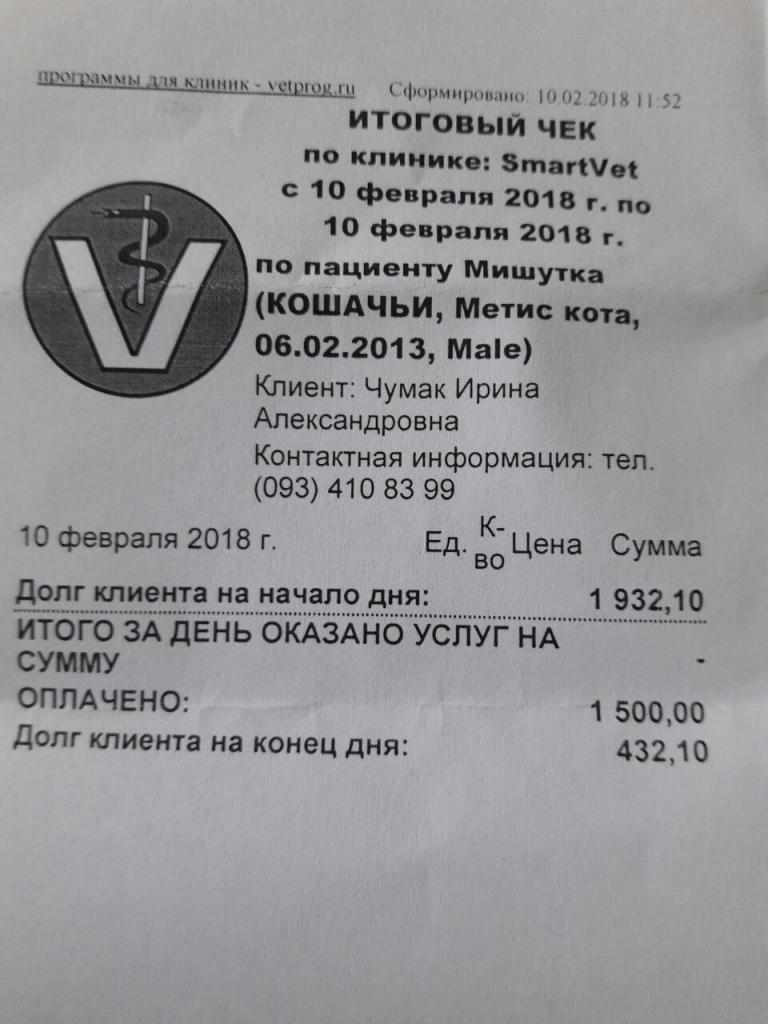 программы для клиник - vetprog.ru Сформировано: 10.02.2018 11:52
ИТОГОВЫЙ ЧЕК
по клинике: SmartVet
с 10 февраля 2018 г. по
10 февраля 2018 г.
по пациенту Мишутка
(КОШАЧЬИ, Метис кота,
06.02.2013, Male)
Клиент: Чумак Ирина
Александровна
Контактная информация: тел.
(093) 410 83 99
10 февраля 2018 г. Ед. К-во Цена Сумма
Долг клиента на начало дня: 1 932,10
ИТОГО ЗА ДЕНЬ ОКАЗАНО УСЛУГ НА
СУММУ -
ОПЛАЧЕНО: 1 500,00
Долг клиента на конец дня: 432,10